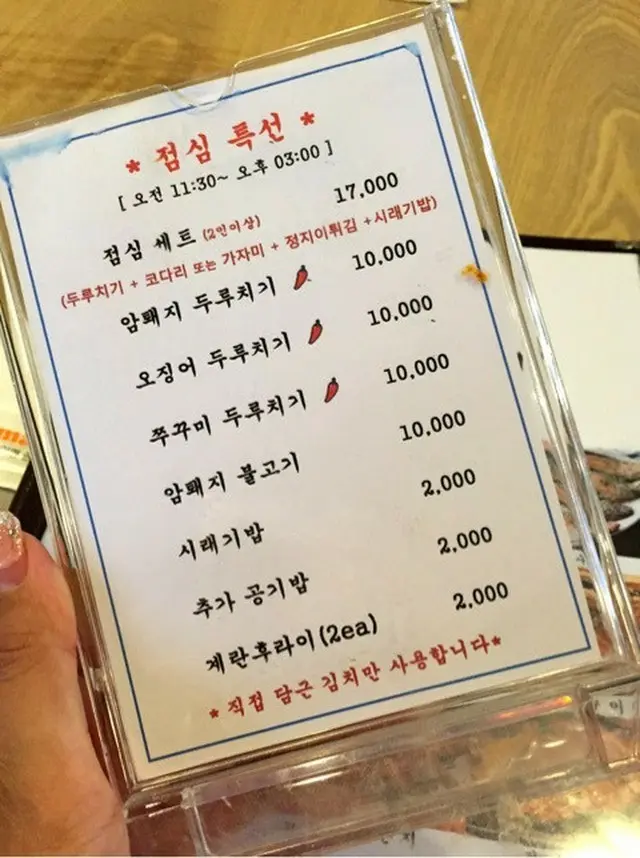 * 점심 특선 *
[ 오전 11:30~ 오후 03:00 ]
점심 세트 (2인이상) 17,000
(두루치기 + 코다리 또는 가자미 + 정지이튀김 +시래기밥)
암퇘지 두루치기 10,000
오징어 두루치기 10,000
쭈꾸미 두루치기 10,000
암퇘지 불고기 10,000
시래기밥 2,000
추가 공기밥 2,000
계란후라이(2ea) 2,000
* 직접 담근 김치만 사용합니다*